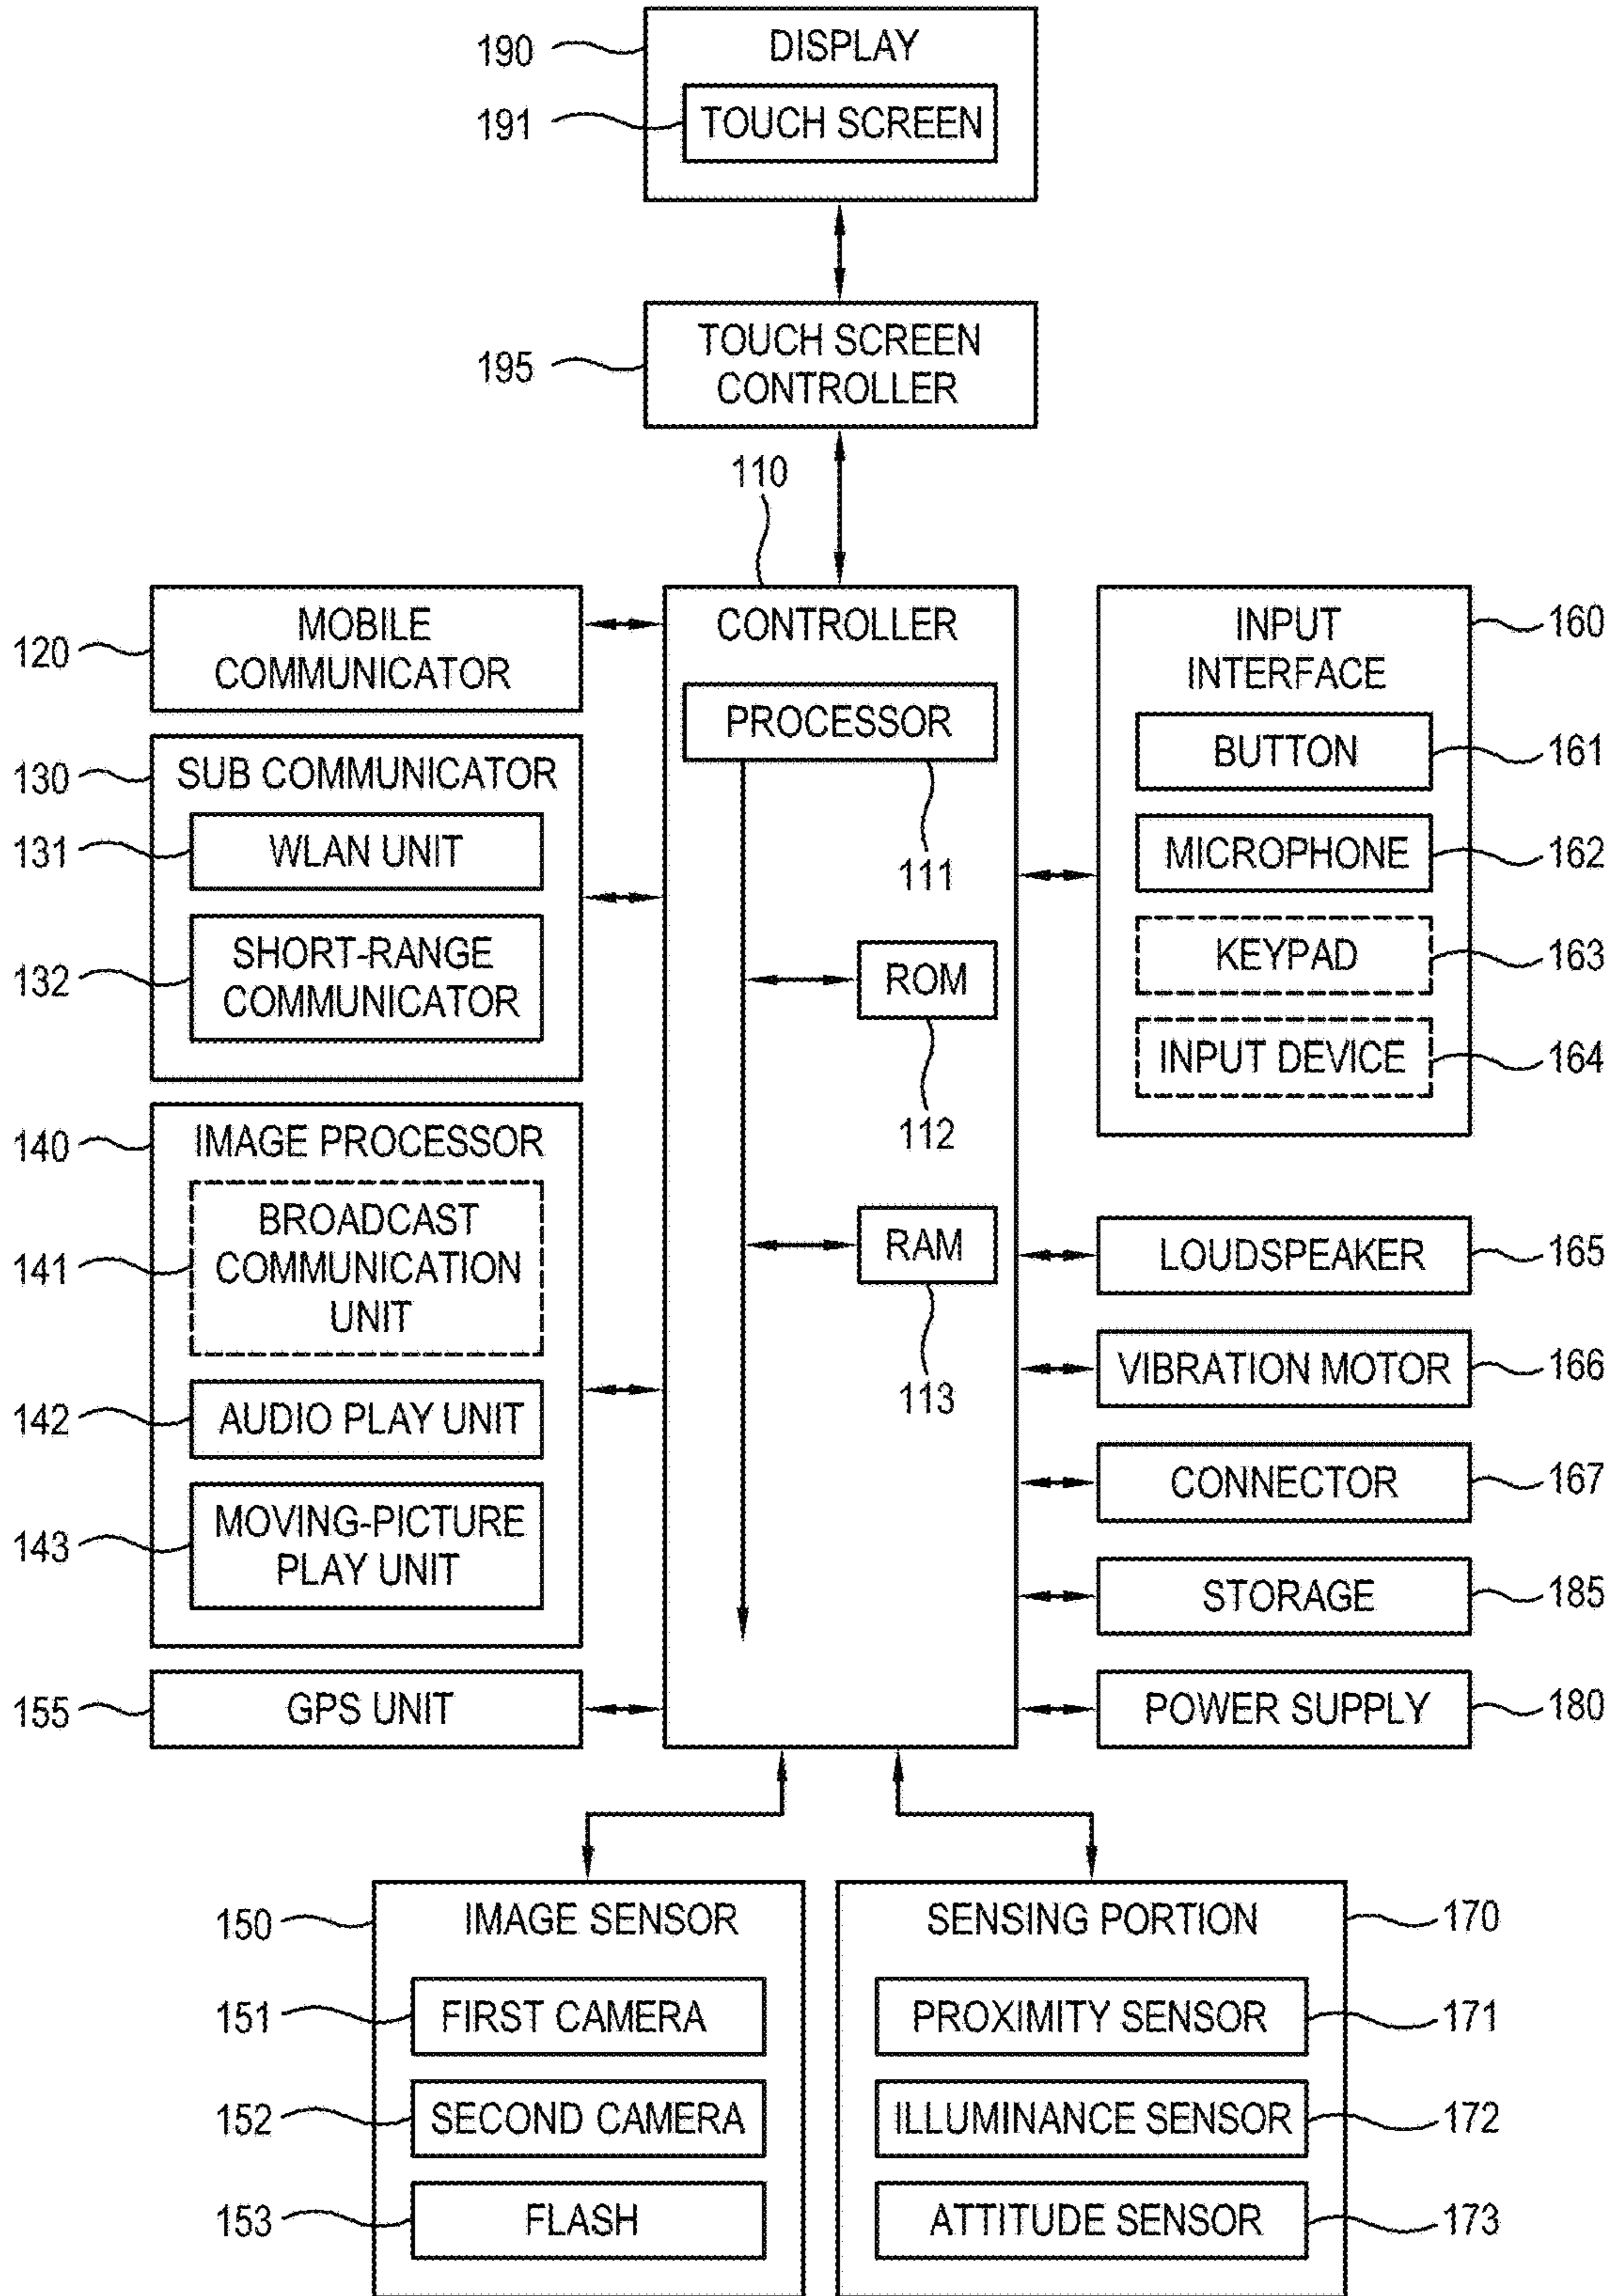 190
DISPLAY
191
TOUCH SCREEN
195
TOUCH SCREEN
CONTROLLER
110
CONTROLLER
PROCESSOR
111
ROM
112
RAM
113
120
MOBILE
COMMUNICATOR
130
SUB COMMUNICATOR
131
WLAN UNIT
132
SHORT-RANGE
COMMUNICATOR
140
IMAGE PROCESSOR
141
BROADCAST
COMMUNICATION
UNIT
142
AUDIO PLAY UNIT
143
MOVING-PICTURE
PLAY UNIT
155
GPS UNIT
INPUT
INTERFACE
160
BUTTON
161
MICROPHONE
162
KEYPAD
163
INPUT DEVICE
164
LOUDSPEAKER
165
VIBRATION MOTOR
166
CONNECTOR
167
STORAGE
185
POWER SUPPLY
180
150
IMAGE SENSOR
151
FIRST CAMERA
152
SECOND CAMERA
153
FLASH
SENSING PORTION
170
PROXIMITY SENSOR
171
ILLUMINANCE SENSOR
172
ATTITUDE SENSOR
173